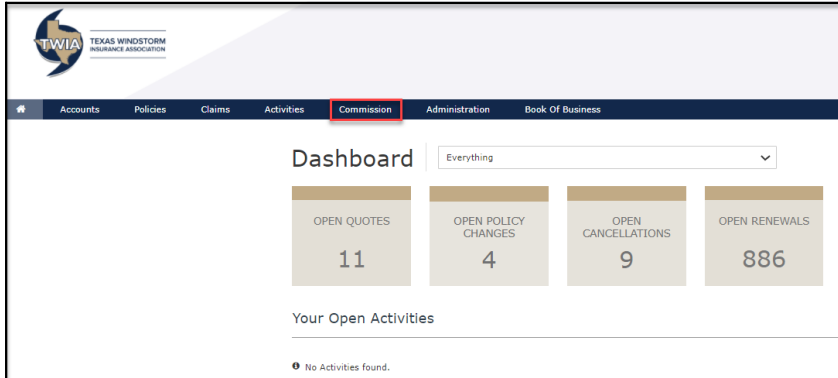 TWIA
TEXAS WINDSTORM
INSURANCE ASSOCIATION
Accounts Policies Claims Activities Commission Administration Book Of Business
Dashboard Everything
OPEN QUOTES
11
OPEN POLICY
CHANGES
4
OPEN
CANCELLATIONS
9
OPEN RENEWALS
886
Your Open Activities
No Activities found.